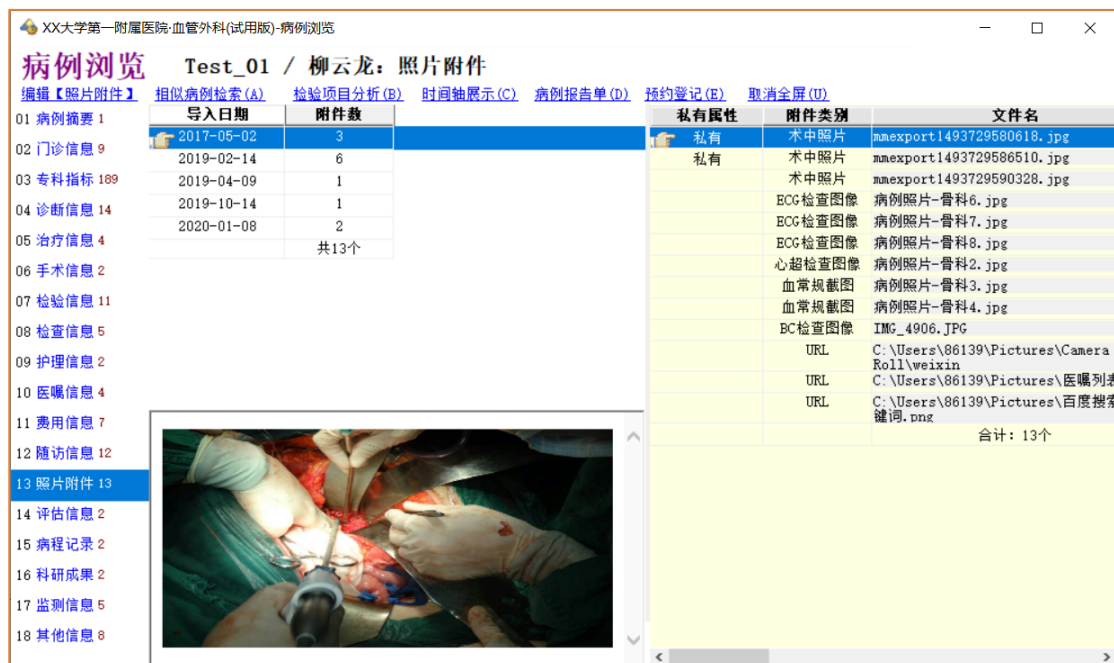 XX大学第一附属医院·血管外科(试用版)-病例浏览
病例浏览 Test_01 / 柳云龙：照片附件
编辑【照片附件】 相似病例检索(A) 检验项目分析(B) 时间轴展示(C) 病例报告单(D) 预约登记(E) 取消全屏(U)
01 病例摘要 1
02 门诊信息 9
03 专科指标 189
04 诊断信息 14
05 治疗信息 4
06 手术信息 2
07 检验信息 11
08 检查信息 5
09 护理信息 2
10 医嘱信息 4
11 费用信息 7
12 随访信息 12
13 照片附件 13
14 评估信息 2
15 病程记录 2
16 科研成果 2
17 监测信息 5
18 其他信息 8
导入日期 附件数
2017-05-02 3
2019-02-14 6
2019-04-09 1
2019-10-14 1
2020-01-08 2
共13个
私有属性 附件类别 文件名
私有 术中照片 mmexport1493729580618.jpg
私有 术中照片 mmexport1493729586510.jpg
术中照片 mmexport1493729590328.jpg
ECG检查图像 病例照片-骨科6.jpg
ECG检查图像 病例照片-骨科7.jpg
ECG检查图像 病例照片-骨科8.jpg
心超检查图像 病例照片-骨科2.jpg
血常规截图 病例照片-骨科3.jpg
血常规截图 病例照片-骨科4.jpg
BC检查图像 IMG_4906.JPG
URL C:\Users\86139\Pictures\Camera
Roll\weixin
URL C:\Users\86139\Pictures\医嘱列表
URL C:\Users\86139\Pictures\百度搜索
键词.png
合计：13个